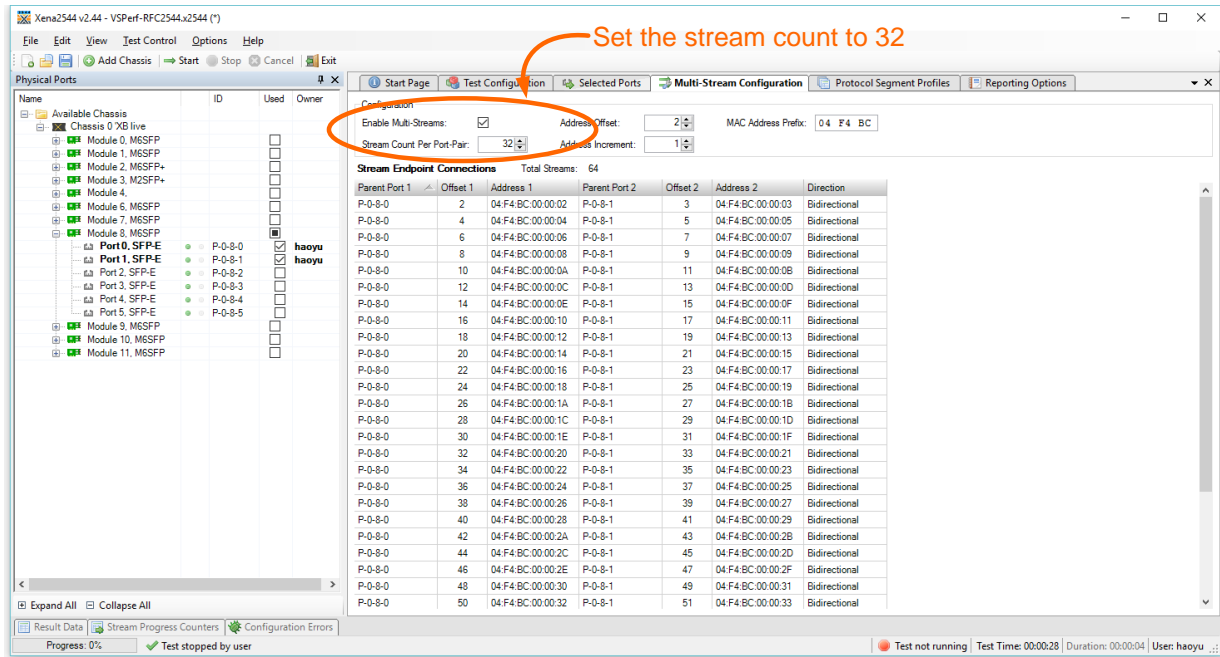 Xena2544 v2.44 - VSPerf-RFC2544.x2544 (*)
Set the stream count to 32
File Edit View Test Control Options Help
Add Chassis Start Stop Cancel Exit
Physical Ports
Start Page Test Configuration Selected Ports Multi-Stream Configuration Protocol Segment Profiles Reporting Options
Name ID Used Owner
Available Chassis
Chassis 0 'XB live
Module 0, M6SFP
Module 1, M6SFP
Module 2, M6SFP+
Module 3, M2SFP+
Module 4,
Module 6, M6SFP
Module 7, M6SFP
Module 8, M6SFP
Port 0, SFP-E P-0-8-0 haoyu
Port 1, SFP-E P-0-8-1 haoyu
Port 2, SFP-E P-0-8-2
Port 3, SFP-E P-0-8-3
Port 4, SFP-E P-0-8-4
Port 5, SFP-E P-0-8-5
Module 9, M6SFP
Module 10, M6SFP
Module 11, M6SFP
Expand All Collapse All
Configuration
Enable Multi-Streams: Address Offset: 2 MAC Address Prefix: 04 F4 BC
Stream Count Per Port-Pair: 32 Address Increment: 1
Stream Endpoint Connections Total Streams: 64
Parent Port 1 Offset 1 Address 1 Parent Port 2 Offset 2 Address 2 Direction
P-0-8-0 2 04:F4:BC:00:00:02 P-0-8-1 3 04:F4:BC:00:00:03 Bidirectional
P-0-8-0 4 04:F4:BC:00:00:04 P-0-8-1 5 04:F4:BC:00:00:05 Bidirectional
P-0-8-0 6 04:F4:BC:00:00:06 P-0-8-1 7 04:F4:BC:00:00:07 Bidirectional
P-0-8-0 8 04:F4:BC:00:00:08 P-0-8-1 9 04:F4:BC:00:00:09 Bidirectional
P-0-8-0 10 04:F4:BC:00:00:0A P-0-8-1 11 04:F4:BC:00:00:0B Bidirectional
P-0-8-0 12 04:F4:BC:00:00:0C P-0-8-1 13 04:F4:BC:00:00:0D Bidirectional
P-0-8-0 14 04:F4:BC:00:00:0E P-0-8-1 15 04:F4:BC:00:00:0F Bidirectional
P-0-8-0 16 04:F4:BC:00:00:10 P-0-8-1 17 04:F4:BC:00:00:11 Bidirectional
P-0-8-0 18 04:F4:BC:00:00:12 P-0-8-1 19 04:F4:BC:00:00:13 Bidirectional
P-0-8-0 20 04:F4:BC:00:00:14 P-0-8-1 21 04:F4:BC:00:00:15 Bidirectional
P-0-8-0 22 04:F4:BC:00:00:16 P-0-8-1 23 04:F4:BC:00:00:17 Bidirectional
P-0-8-0 24 04:F4:BC:00:00:18 P-0-8-1 25 04:F4:BC:00:00:19 Bidirectional
P-0-8-0 26 04:F4:BC:00:00:1A P-0-8-1 27 04:F4:BC:00:00:1B Bidirectional
P-0-8-0 28 04:F4:BC:00:00:1C P-0-8-1 29 04:F4:BC:00:00:1D Bidirectional
P-0-8-0 30 04:F4:BC:00:00:1E P-0-8-1 31 04:F4:BC:00:00:1F Bidirectional
P-0-8-0 32 04:F4:BC:00:00:20 P-0-8-1 33 04:F4:BC:00:00:21 Bidirectional
P-0-8-0 34 04:F4:BC:00:00:22 P-0-8-1 35 04:F4:BC:00:00:23 Bidirectional
P-0-8-0 36 04:F4:BC:00:00:24 P-0-8-1 37 04:F4:BC:00:00:25 Bidirectional
P-0-8-0 38 04:F4:BC:00:00:26 P-0-8-1 39 04:F4:BC:00:00:27 Bidirectional
P-0-8-0 40 04:F4:BC:00:00:28 P-0-8-1 41 04:F4:BC:00:00:29 Bidirectional
P-0-8-0 42 04:F4:BC:00:00:2A P-0-8-1 43 04:F4:BC:00:00:2B Bidirectional
P-0-8-0 44 04:F4:BC:00:00:2C P-0-8-1 45 04:F4:BC:00:00:2D Bidirectional
P-0-8-0 46 04:F4:BC:00:00:2E P-0-8-1 47 04:F4:BC:00:00:2F Bidirectional
P-0-8-0 48 04:F4:BC:00:00:30 P-0-8-1 49 04:F4:BC:00:00:31 Bidirectional
P-0-8-0 50 04:F4:BC:00:00:32 P-0-8-1 51 04:F4:BC:00:00:33 Bidirectional
Result Data Stream Progress Counters Configuration Errors
Progress: 0% Test stopped by user Test not running Test Time: 00:00:28 Duration: 00:00:04 User: haoyu